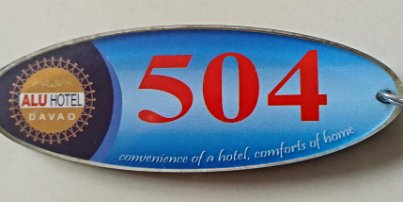 ALU HOTEL
DAVAO
504
convenience of a hotel, comforts of home